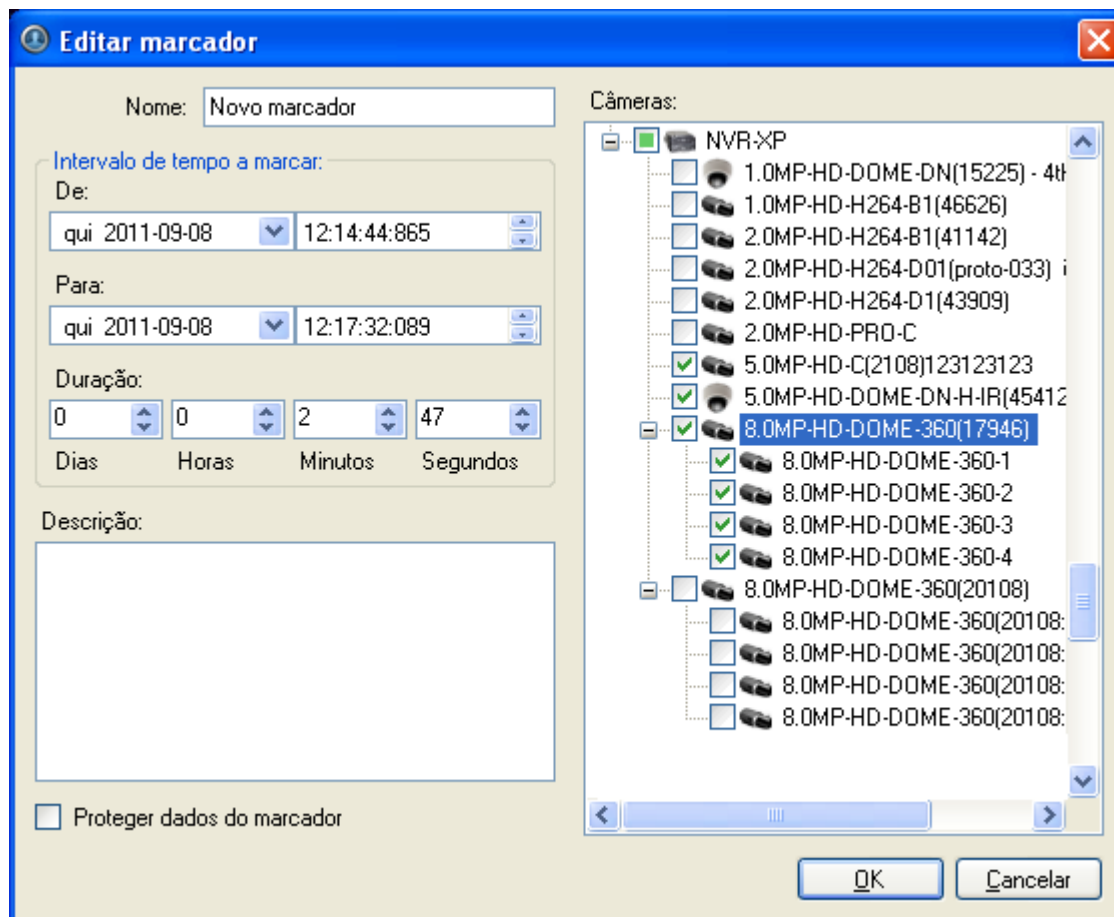 Editar marcador
Nome: Novo marcador
Intervalo de tempo a marcar:
De:
qui 2011-09-08 12:14:44:865
Para:
qui 2011-09-08 12:17:32:089
Duração:
0 0 2 47
Dias Horas Minutos Segundos
Descrição:
Proteger dados do marcador
Câmeras:
NVR-XP
1.0MP-HD-DOME-DN(15225) - 4th
1.0MP-HD-H264-B1(46626)
2.0MP-HD-H264-B1(41142)
2.0MP-HD-H264-D01(proto-033) i
2.0MP-HD-H264-D1(43909)
2.0MP-HD-PRO-C
5.0MP-HD-C(2108)123123123
5.0MP-HD-DOME-DN-H-IR(45412
8.0MP-HD-DOME-360(17946)
8.0MP-HD-DOME-360-1
8.0MP-HD-DOME-360-2
8.0MP-HD-DOME-360-3
8.0MP-HD-DOME-360-4
8.0MP-HD-DOME-360(20108)
8.0MP-HD-DOME-360(20108:
8.0MP-HD-DOME-360(20108:
8.0MP-HD-DOME-360(20108:
8.0MP-HD-DOME-360(20108:
OK Cancelar